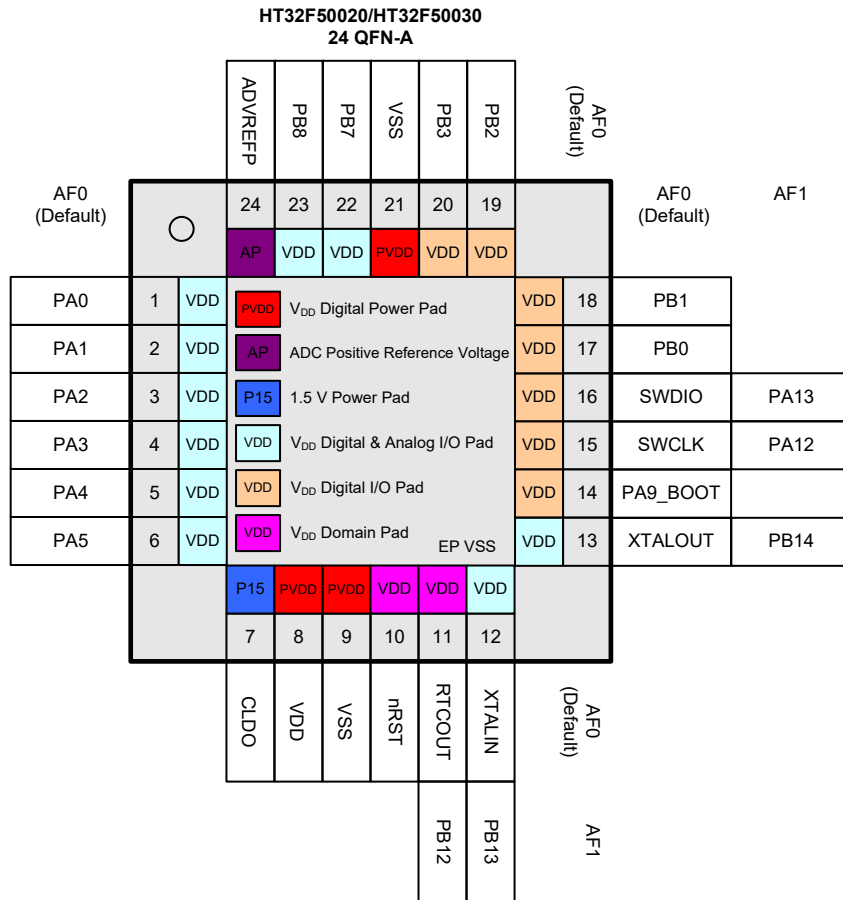 HT32F50020/HT32F50030
24 QFN-A
ADVREFP PB8 PB7 VSS PB3 PB2 AF0 (Default)
AF0 (Default) 24 23 22 21 20 19 AF0 (Default) AF1
AP VDD VDD PVDD VDD VDD
PA0 1 VDD PVDD VDD Digital Power Pad VDD 18 PB1
PA1 2 VDD AP ADC Positive Reference Voltage VDD 17 PB0
PA2 3 VDD P15 1.5 V Power Pad VDD 16 SWDIO PA13
PA3 4 VDD VDD VDD Digital & Analog I/O Pad VDD 15 SWCLK PA12
PA4 5 VDD VDD VDD Digital I/O Pad VDD 14 PA9_BOOT
PA5 6 VDD VDD VDD Domain Pad EP VSS VDD 13 XTALOUT PB14
P15 PVDD PVDD VDD VDD VDD
7 8 9 10 11 12
CLDO VDD VSS nRST RTCOUT XTALIN AF0 (Default)
PB12 PB13 AF1